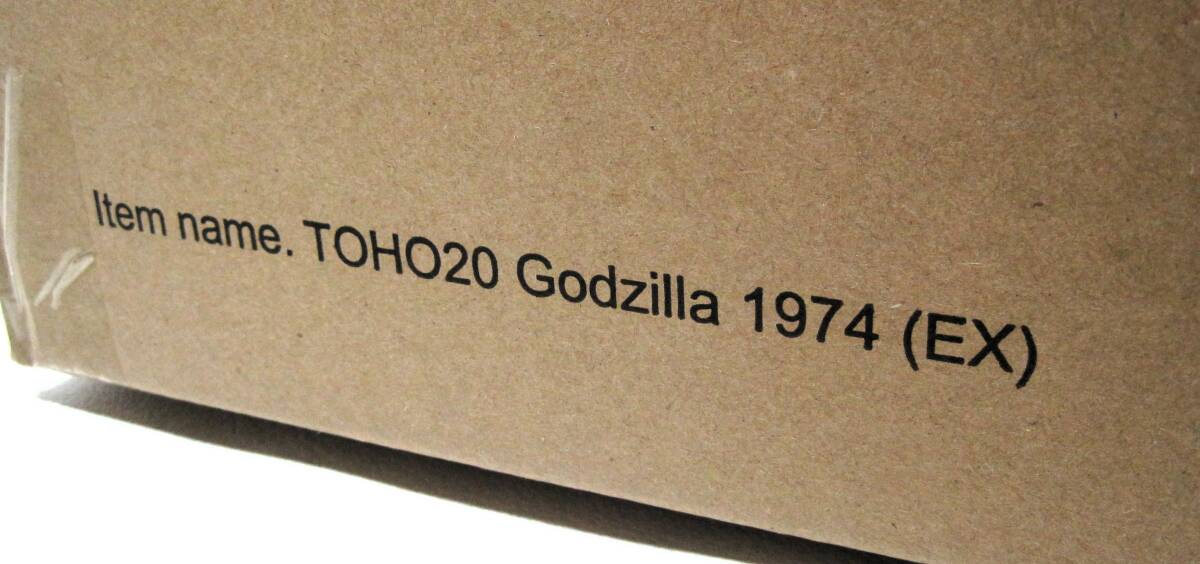 Item name. TOHO20 Godzilla 1974 (EX)